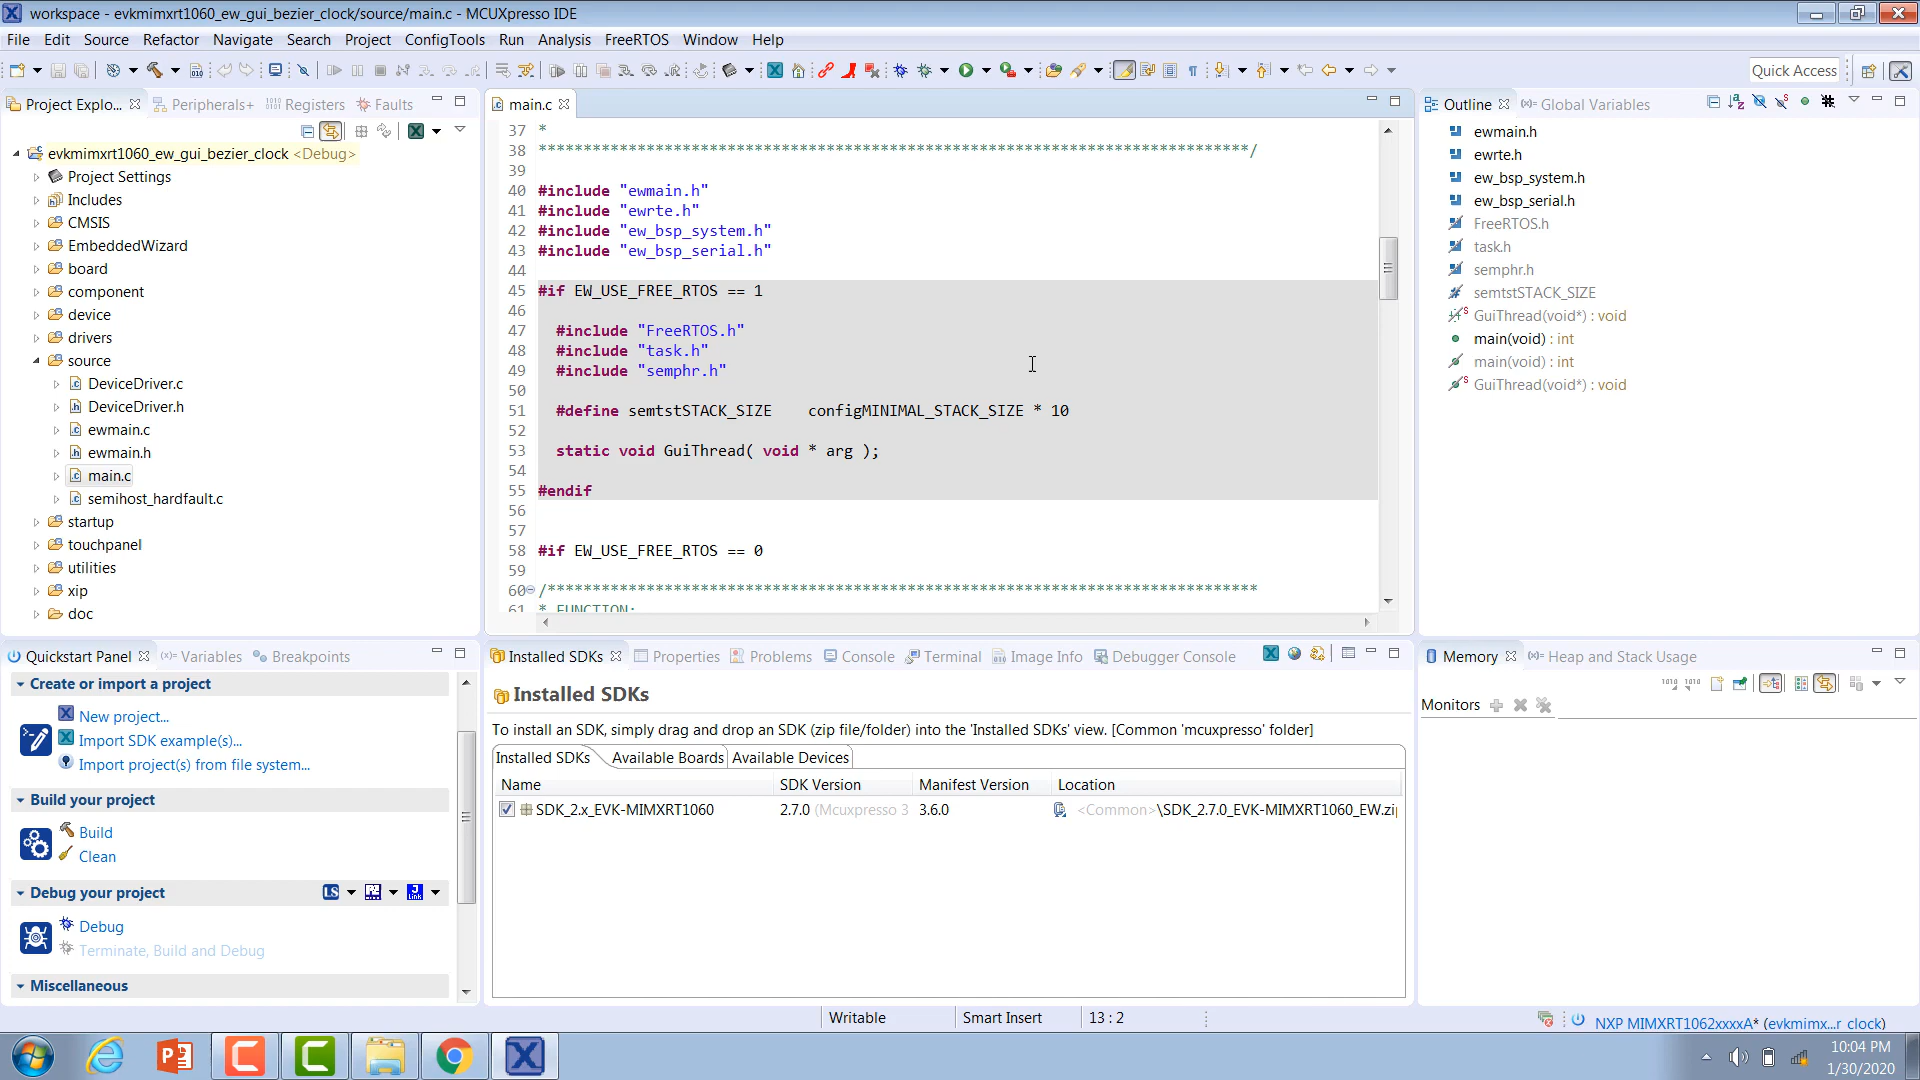 workspace - evkmimxrt1060_ew_gui_bezier_clock/source/main.c - MCUXpresso IDE
File Edit Source Refactor Navigate Search Project ConfigTools Run Analysis FreeRTOS Window Help
Quick Access
Project Explo... Peripherals+ Registers Faults
evkmimxrt1060_ew_gui_bezier_clock <Debug>
Project Settings
Includes
CMSIS
EmbeddedWizard
board
component
device
drivers
source
DeviceDriver.c
DeviceDriver.h
ewmain.c
ewmain.h
main.c
semihost_hardfault.c
startup
touchpanel
utilities
xip
doc
main.c
37 *
38 *******************************************************************************/
39
40 #include "ewmain.h"
41 #include "ewrte.h"
42 #include "ew_bsp_system.h"
43 #include "ew_bsp_serial.h"
44
45 #if EW_USE_FREE_RTOS == 1
46
47 #include "FreeRTOS.h"
48 #include "task.h"
49 #include "semphr.h"
50
51 #define semtstSTACK_SIZE configMINIMAL_STACK_SIZE * 10
52
53 static void GuiThread( void * arg );
54
55 #endif
56
57
58 #if EW_USE_FREE_RTOS == 0
59
60 /*******************************************************************************
61 * FUNCTION:
Outline Global Variables
ewmain.h
ewrte.h
ew_bsp_system.h
ew_bsp_serial.h
FreeRTOS.h
task.h
semphr.h
semtstSTACK_SIZE
GuiThread(void*) : void
main(void) : int
main(void) : int
GuiThread(void*) : void
Quickstart Panel Variables Breakpoints
Create or import a project
New project...
Import SDK example(s)...
Import project(s) from file system...
Build your project
Build
Clean
Debug your project
LS
Debug
Terminate, Build and Debug
Miscellaneous
Installed SDKs Properties Problems Console Terminal Image Info Debugger Console
Installed SDKs
To install an SDK, simply drag and drop an SDK (zip file/folder) into the 'Installed SDKs' view. [Common 'mcuxpresso' folder]
Installed SDKs Available Boards Available Devices
Name SDK Version Manifest Version Location
SDK_2.x_EVK-MIMXRT1060 2.7.0 (Mcuxpresso 3 3.6.0 <Common>\SDK_2.7.0_EVK-MIMXRT1060_EW.zi
Memory Heap and Stack Usage
Monitors
Writable Smart Insert 13 : 2
NXP MIMXRT1062xxxxA* (evkmimx...r clock)
10:04 PM
1/30/2020